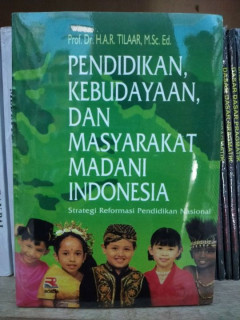 Prof. Dr. H.A.R. TILAAR, M.Sc. Ed.
PENDIDIKAN,
KEBUDAYAAN,
DAN
MASYARAKAT
MADANI
INDONESIA
Strategi Reformasi Pendidikan Nasional